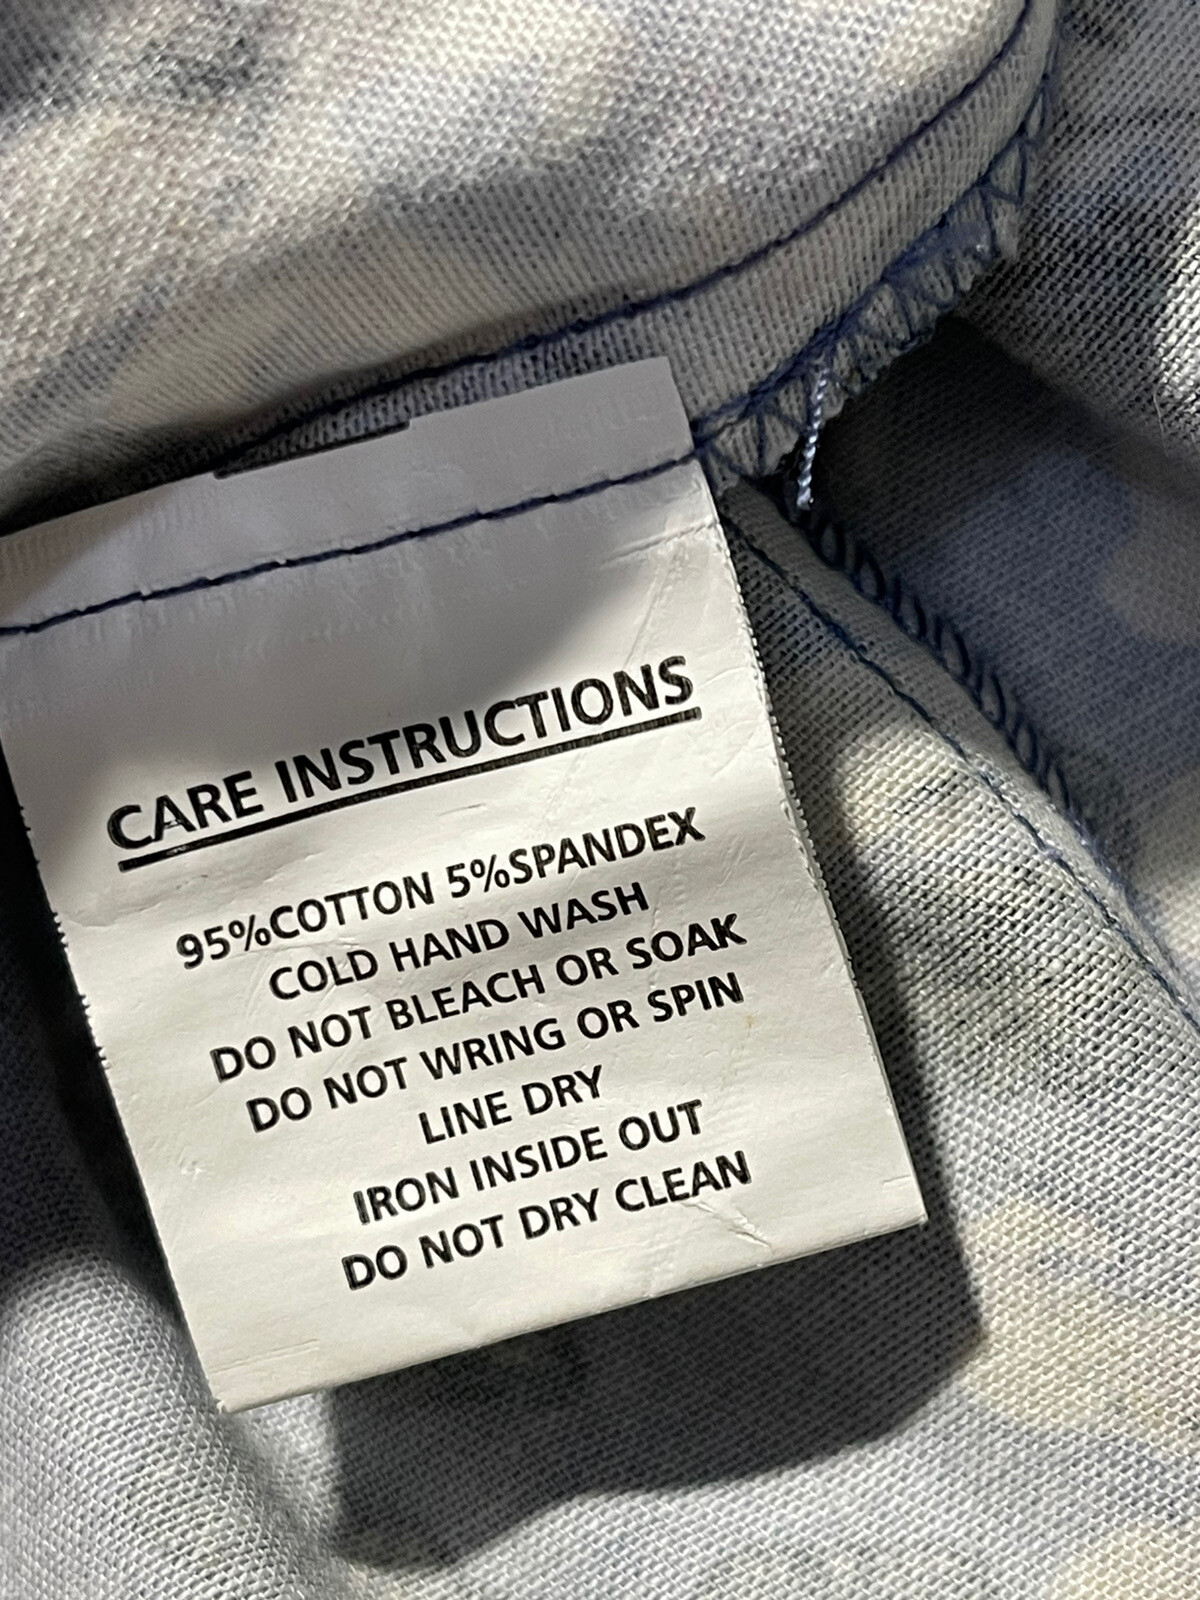 CARE INSTRUCTIONS
95%COTTON 5%SPANDEX
COLD HAND WASH
DO NOT BLEACH OR SOAK
DO NOT WRING OR SPIN
LINE DRY
IRON INSIDE OUT
DO NOT DRY CLEAN